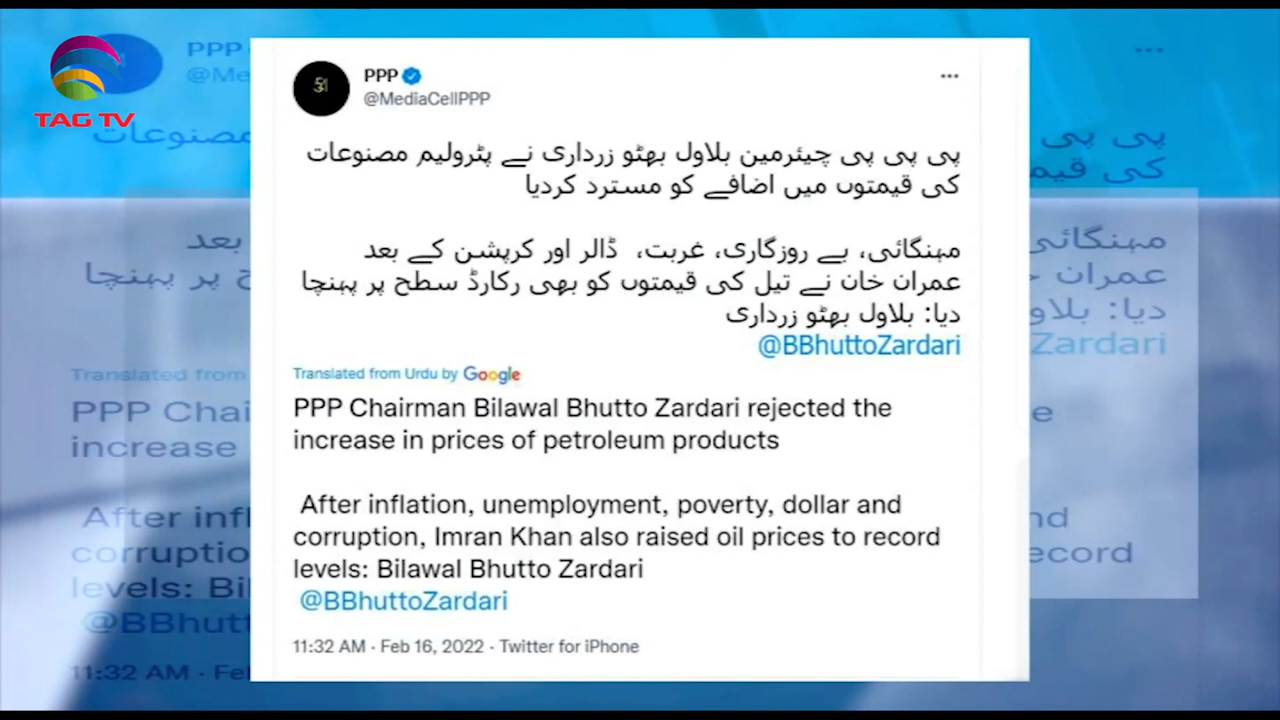 TAG TV
PPP
@MediaCellPPP
پی پی پی چیئرمین بلاول بھٹو زرداری نے پٹرولیم مصنوعات
کی قیمتوں میں اضافے کو مسترد کردیا
مہنگائی، بے روزگاری، غربت، ڈالر اور کرپشن کے بعد
عمران خان نے تیل کی قیمتوں کو بھی رکارڈ سطح پر پہنچا
دیا: بلاول بھٹو زرداری
@BBhuttoZardari
Translated from Urdu by Google
PPP Chairman Bilawal Bhutto Zardari rejected the
increase in prices of petroleum products
After inflation, unemployment, poverty, dollar and
corruption, Imran Khan also raised oil prices to record
levels: Bilawal Bhutto Zardari
@BBhuttoZardari
11:32 AM · Feb 16, 2022 · Twitter for iPhone